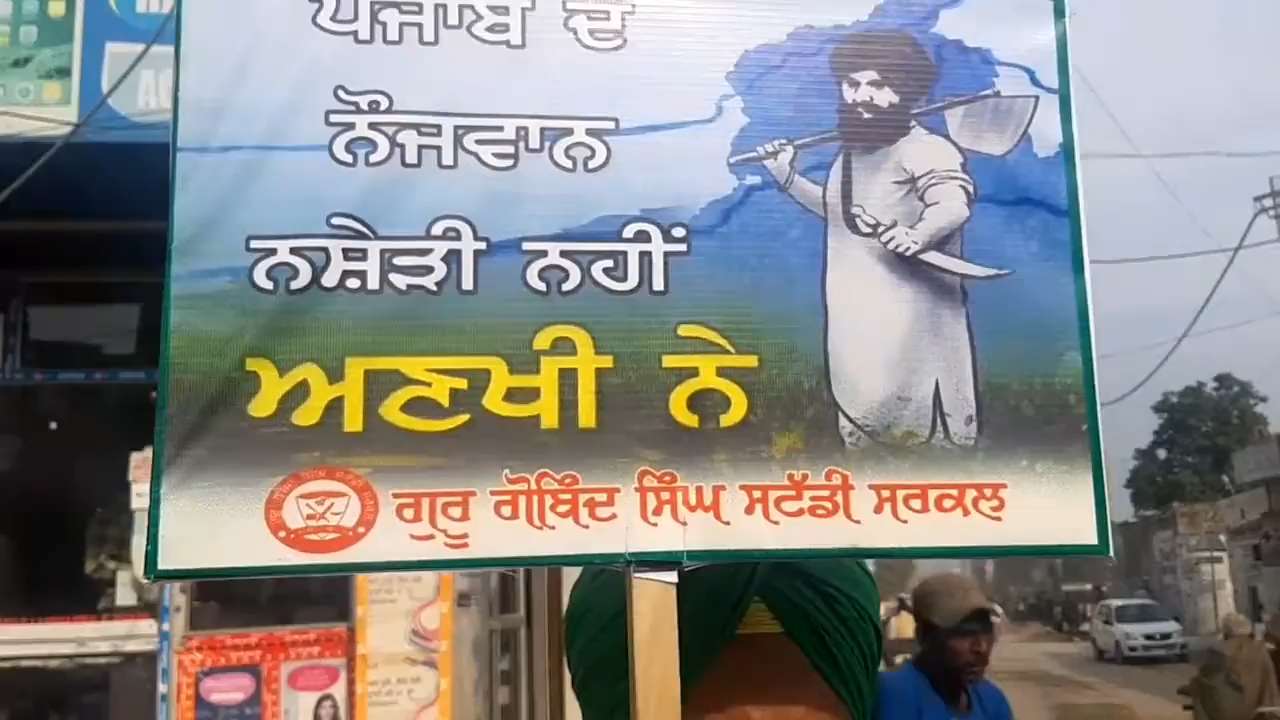 ਪੰਜਾਬ ਦੇ
ਨੌਜਵਾਨ
ਨਸ਼ੇੜੀ ਨਹੀਂ
ਅਣਖੀ ਨੇ
ਗੁਰੂ ਗੋਬਿੰਦ ਸਿੰਘ ਸਟੱਡੀ ਸਰਕਲ